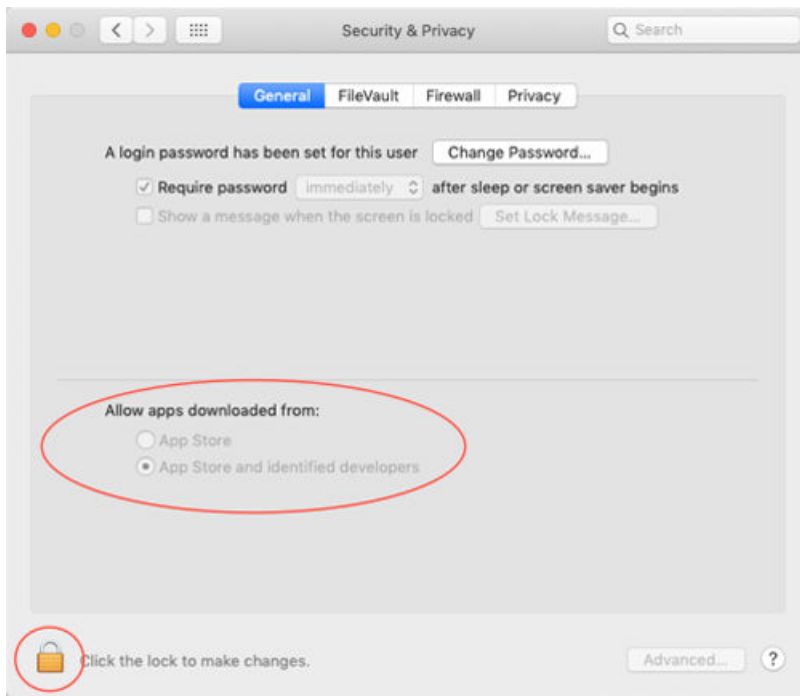 Security & Privacy
Search
General FileVault Firewall Privacy
A login password has been set for this user Change Password...
Require password immediately after sleep or screen saver begins
Show a message when the screen is locked Set Lock Message...
Allow apps downloaded from:
App Store
App Store and identified developers
Click the lock to make changes.
Advanced...
?